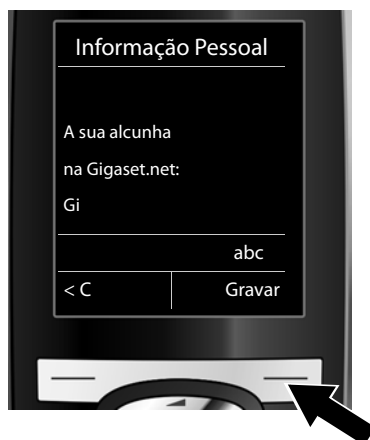 Informação Pessoal
A sua alcunha
na Gigaset.net:
Gi
abc
< C Gravar